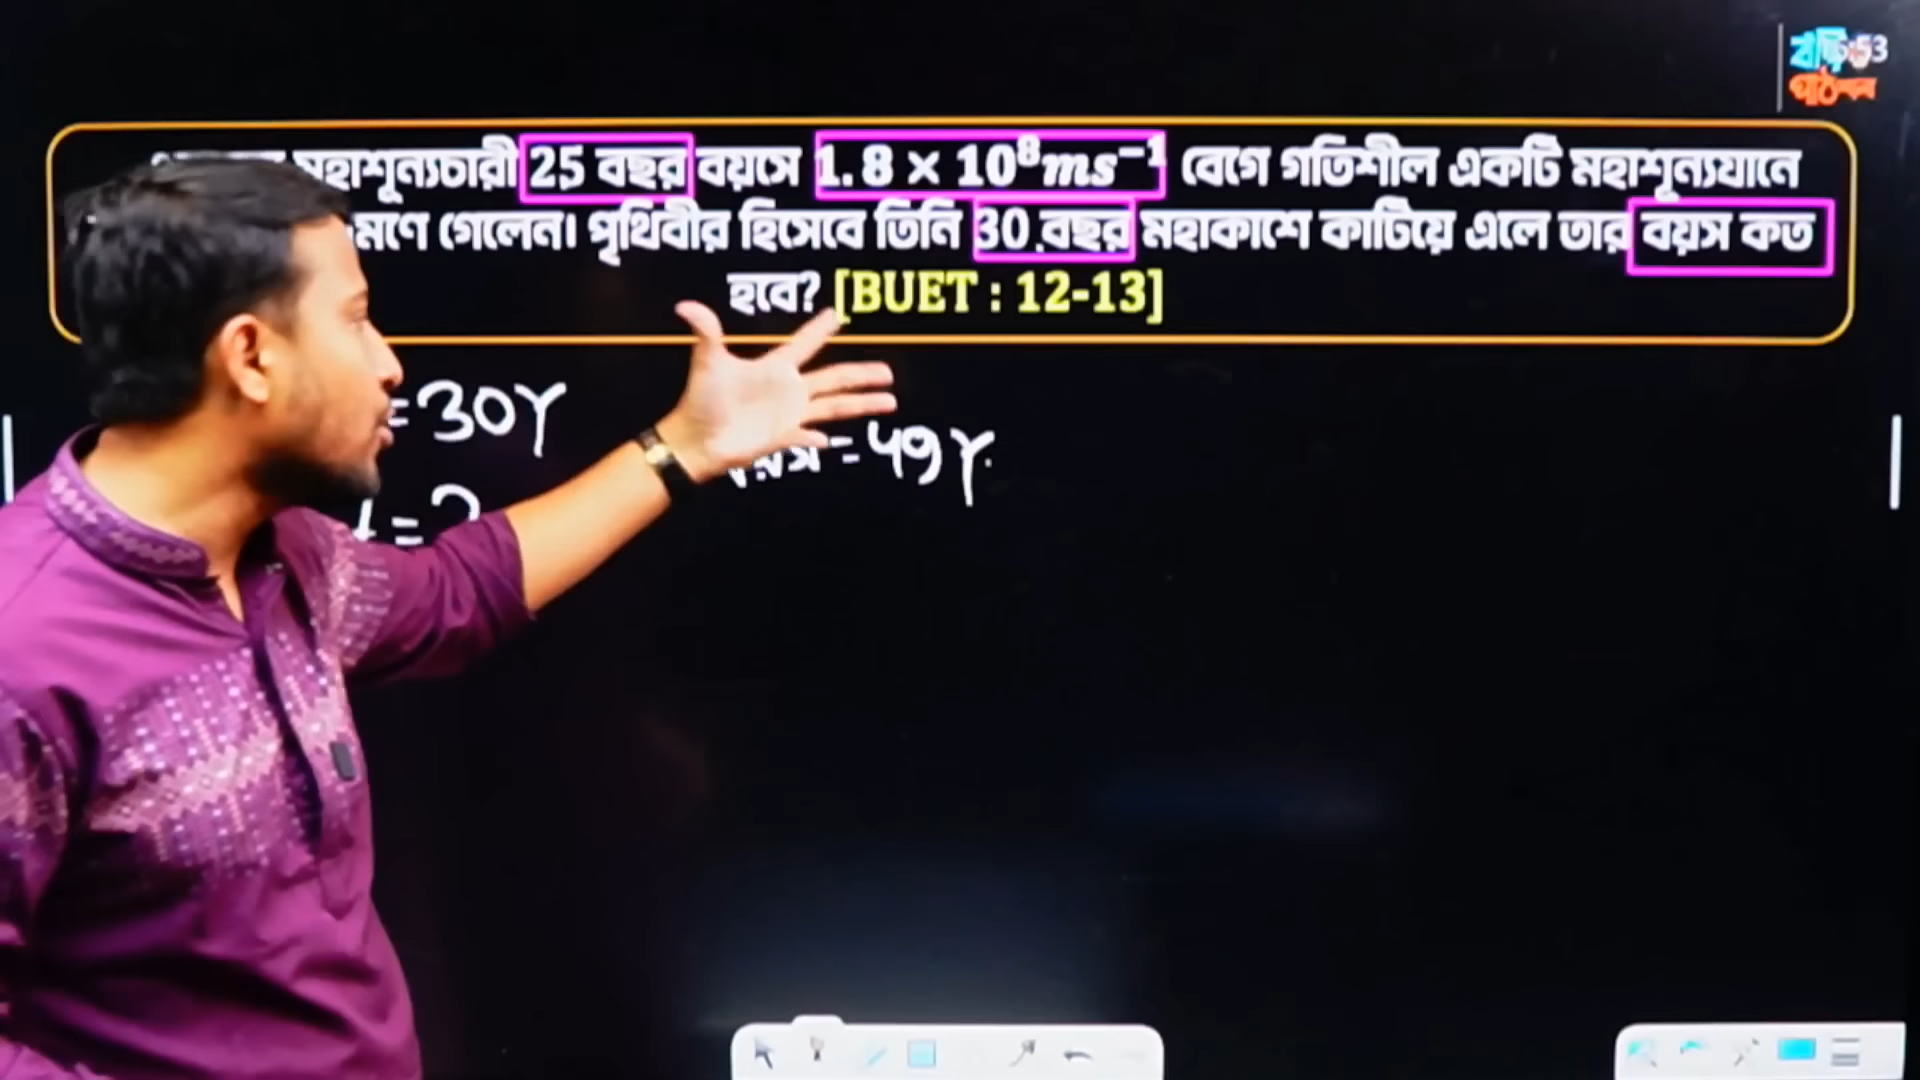 মহাশূন্যচারী 25 বছর বয়সে 1.8 × 10⁸ms⁻¹ বেগে গতিশীল একটি মহাশূন্যযানে
গেলেন। পৃথিবীর হিসেবে তিনি 30 বছর মহাকাশে কাটিয়ে এলে তার বয়স কত
হবে? [BUET : 12-13]
= 30Y
= 49Y.
t = ?